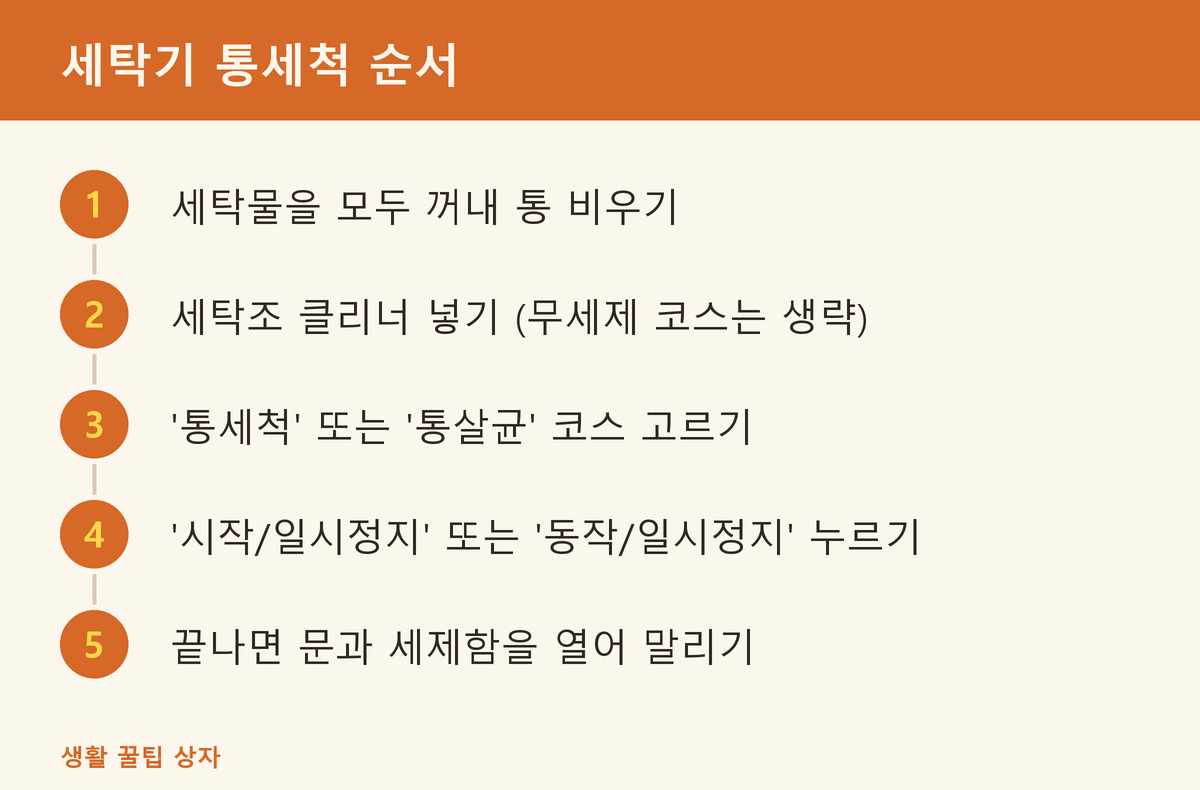 세탁기 통세척 순서
1 세탁물을 모두 꺼내 통 비우기
2 세탁조 클리너 넣기 (무세제 코스는 생략)
3 '통세척' 또는 '통살균' 코스 고르기
4 '시작/일시정지' 또는 '동작/일시정지' 누르기
5 끝나면 문과 세제함을 열어 말리기
생활 꿀팁 상자